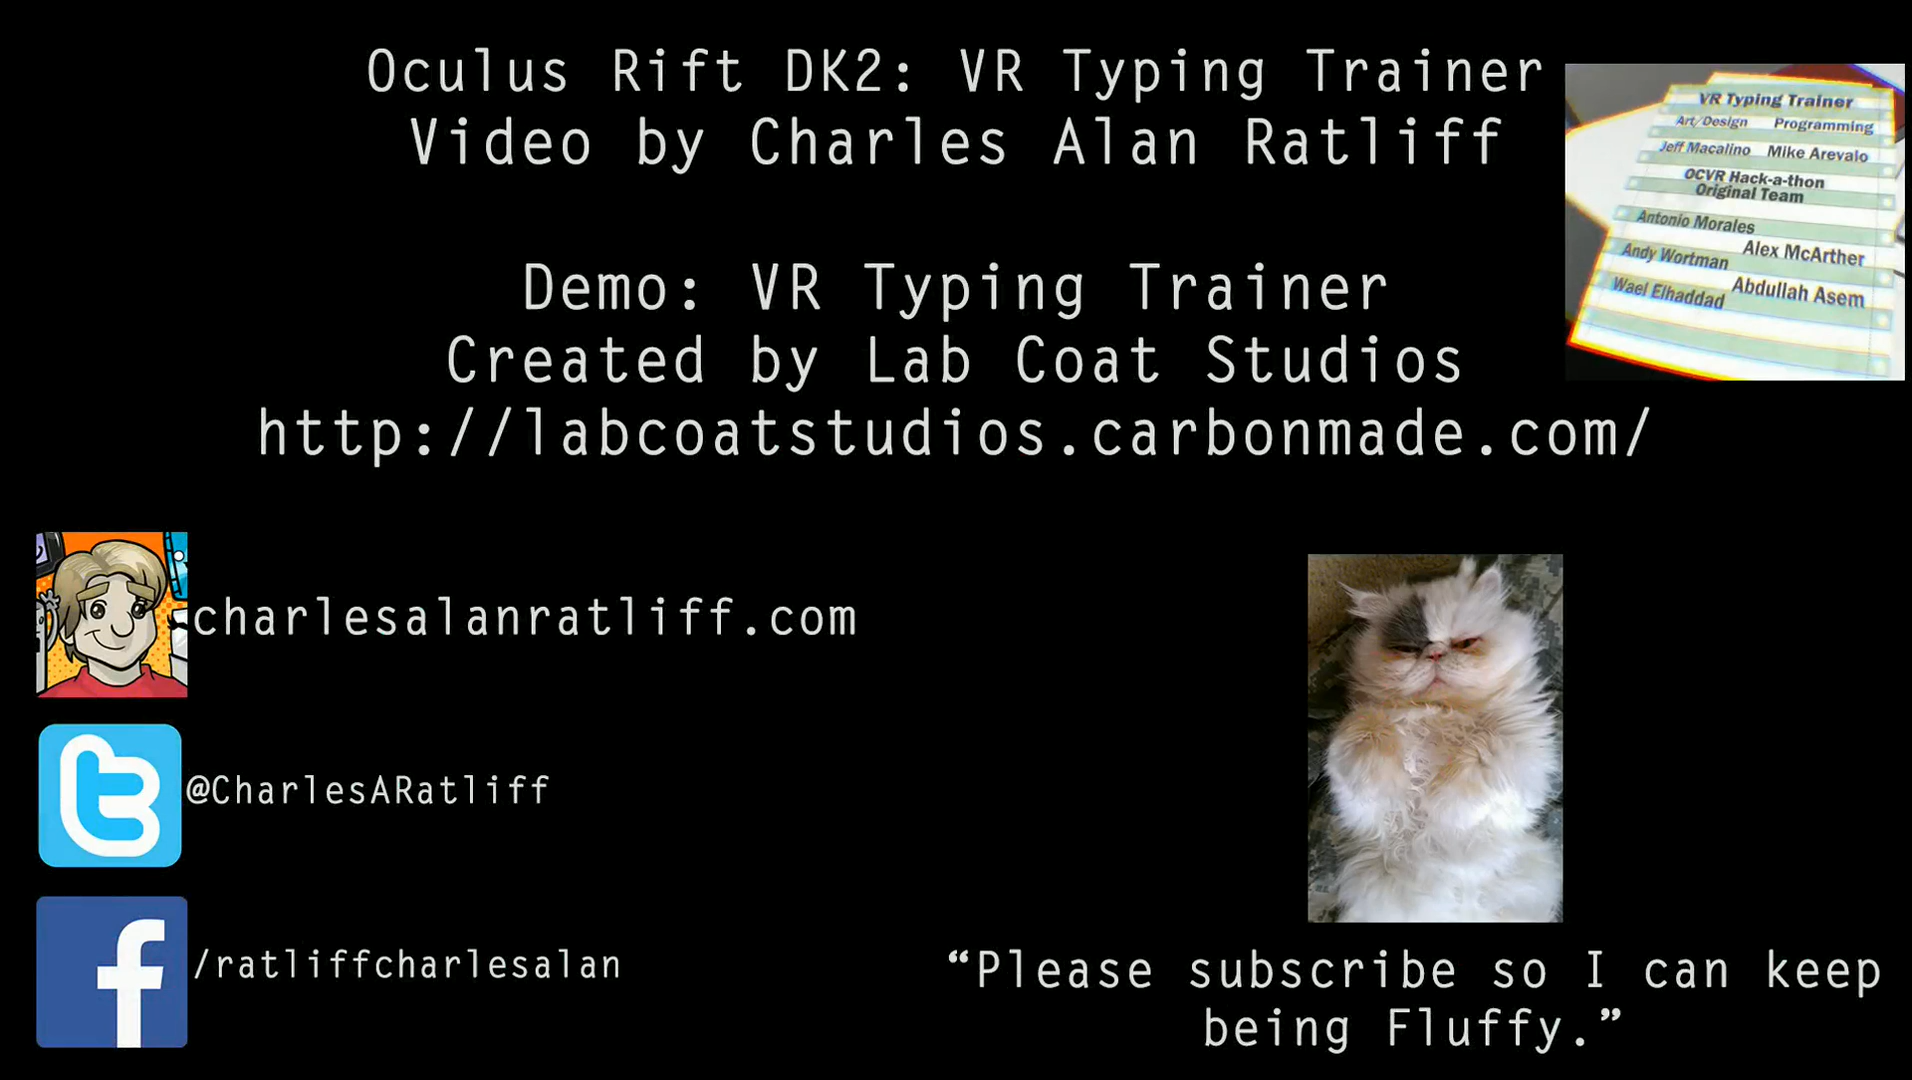 Oculus Rift DK2: VR Typing Trainer
Video by Charles Alan Ratliff
Demo: VR Typing Trainer
Created by Lab Coat Studios
http://labcoatstudios.carbonmade.com/
VR Typing Trainer
Art/Design Programming
Jeff Macalino Mike Arevalo
OCVR Hack-a-thon
Original Team
Antonio Morales
Andy Wortman Alex McArther
Wael Elhaddad Abdullah Asem
charlesalanratliff.com
@CharlesARatliff
/ratliffcharlesalan
“Please subscribe so I can keep
being Fluffy.”